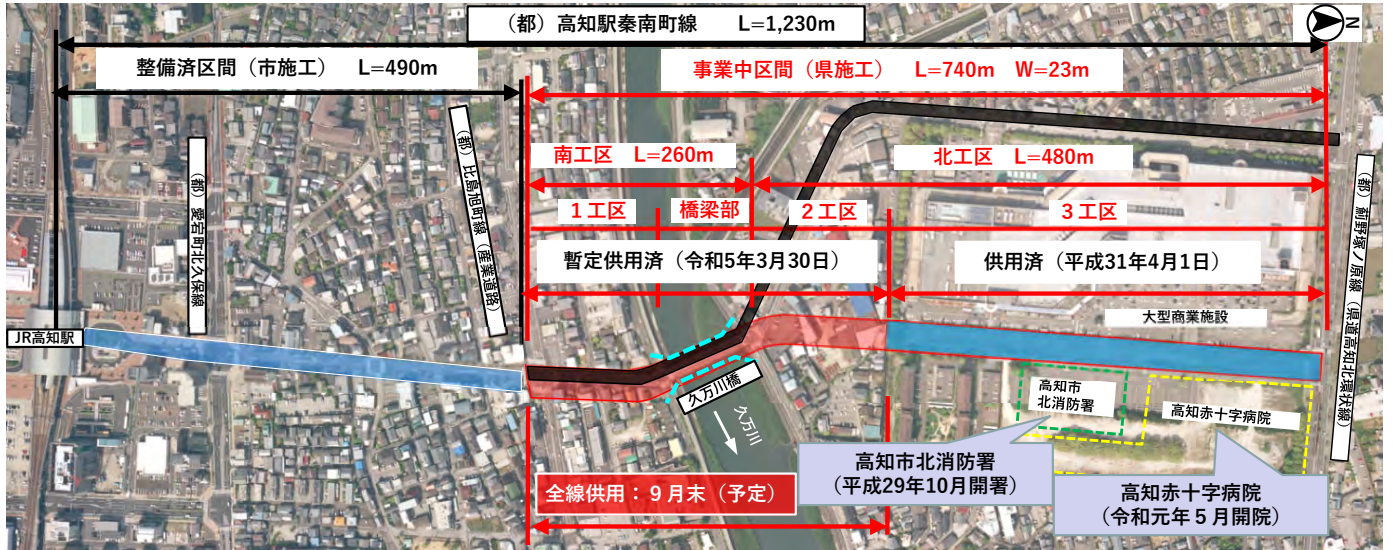 （都）高知駅秦南町線　L=1,230m
N
整備済区間（市施工）　L=490m
事業中区間（県施工）　L=740m　W=23m
南工区　L=260m
北工区　L=480m
1工区
橋梁部
2工区
3工区
暫定供用済（令和5年3月30日）
供用済（平成31年4月1日）
（都）愛宕町北久保線
（都）比島旭町線（産業道路）
（都）薊野塚ノ原線（県道高知北環状線）
大型商業施設
JR高知駅
久万川橋
久万川
高知市
北消防署
高知赤十字病院
全線供用：９月末（予定）
高知市北消防署
（平成29年10月開署）
高知赤十字病院
（令和元年５月開院）